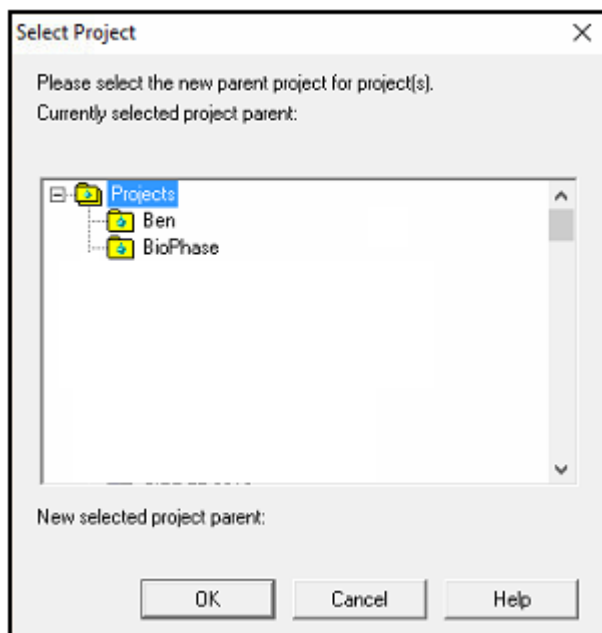 Select Project
Please select the new parent project for project(s).
Currently selected project parent:
Projects
Ben
BioPhase
New selected project parent:
OK Cancel Help